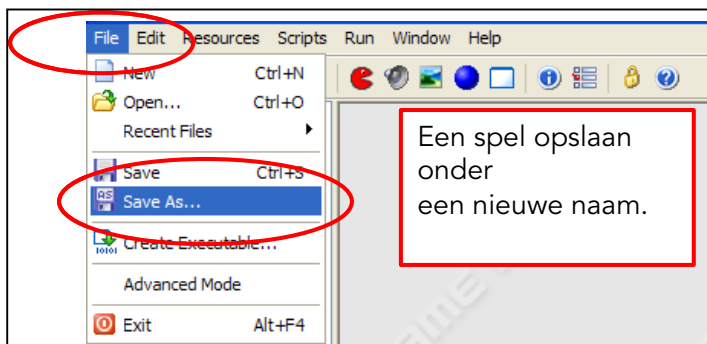 File Edit Resources Scripts Run Window Help
New Ctrl+N
Open... Ctrl+O
Recent Files
Save Ctrl+S
AS Save As...
Create Executable...
Advanced Mode
Exit Alt+F4
Een spel opslaan
onder
een nieuwe naam.